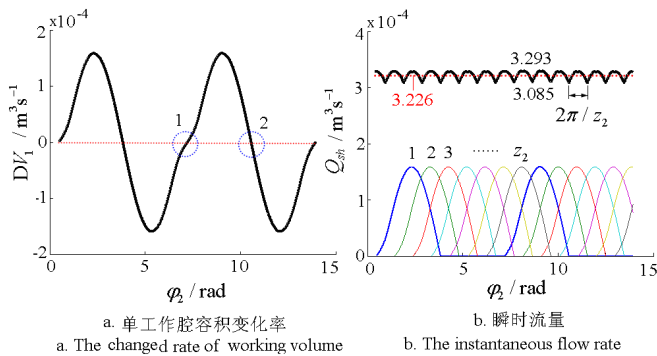 ×10⁻⁴
2
1
0
-1
-2
DV₁ / m³s⁻¹
1
2
0
5
10
15
φ₂/ rad
a. 单工作腔容积变化率
a. The changed rate of working volume
×10⁻⁴
4
3
2
1
0
Q_sh / m³s⁻¹
3.293
3.226
3.085
2π / z₂
1 2 3 ······ z₂
0
5
10
15
φ₂/ rad
b. 瞬时流量
b. The instantaneous flow rate